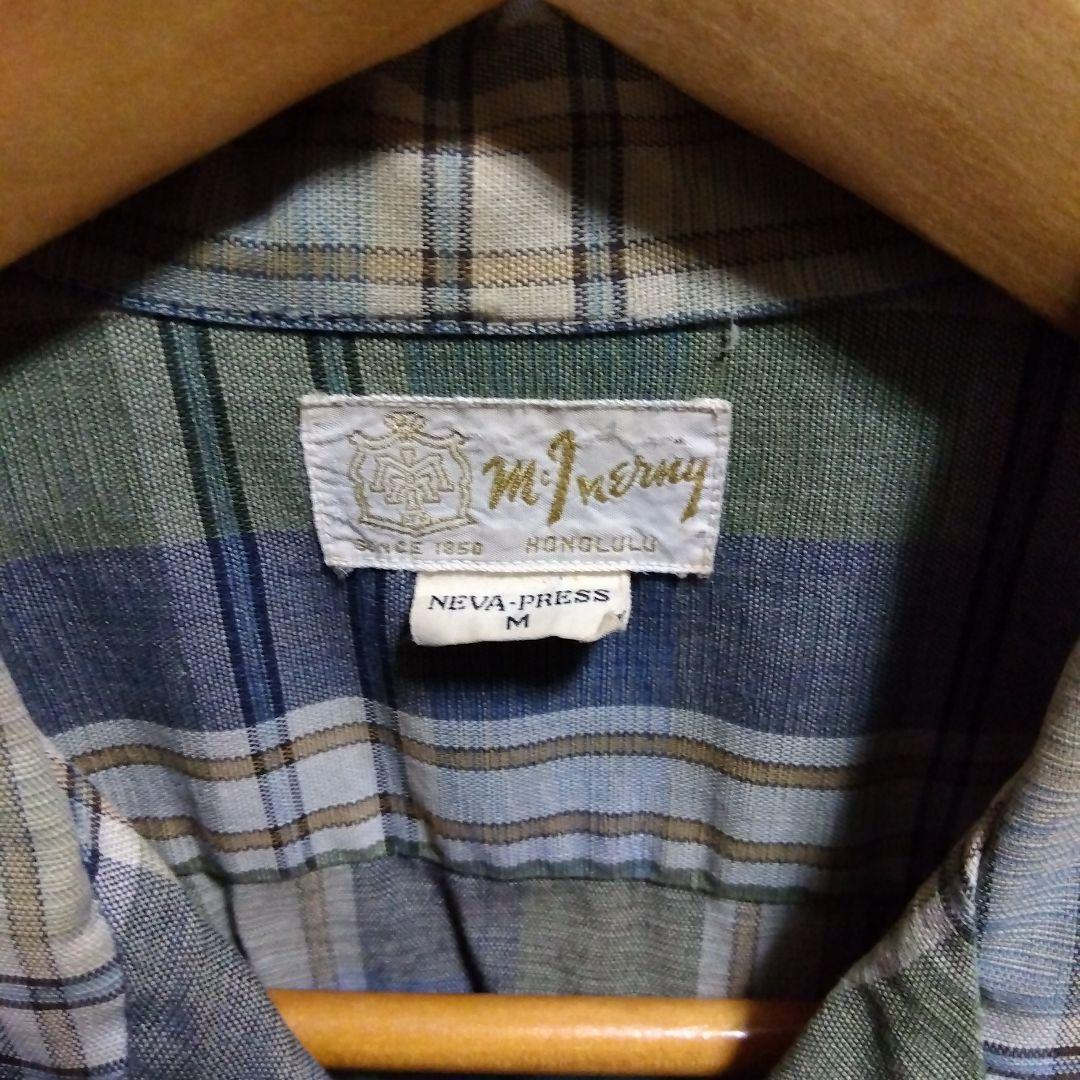 McInerny
SINCE 1850 HONOLULU
NEVA-PRESS
M